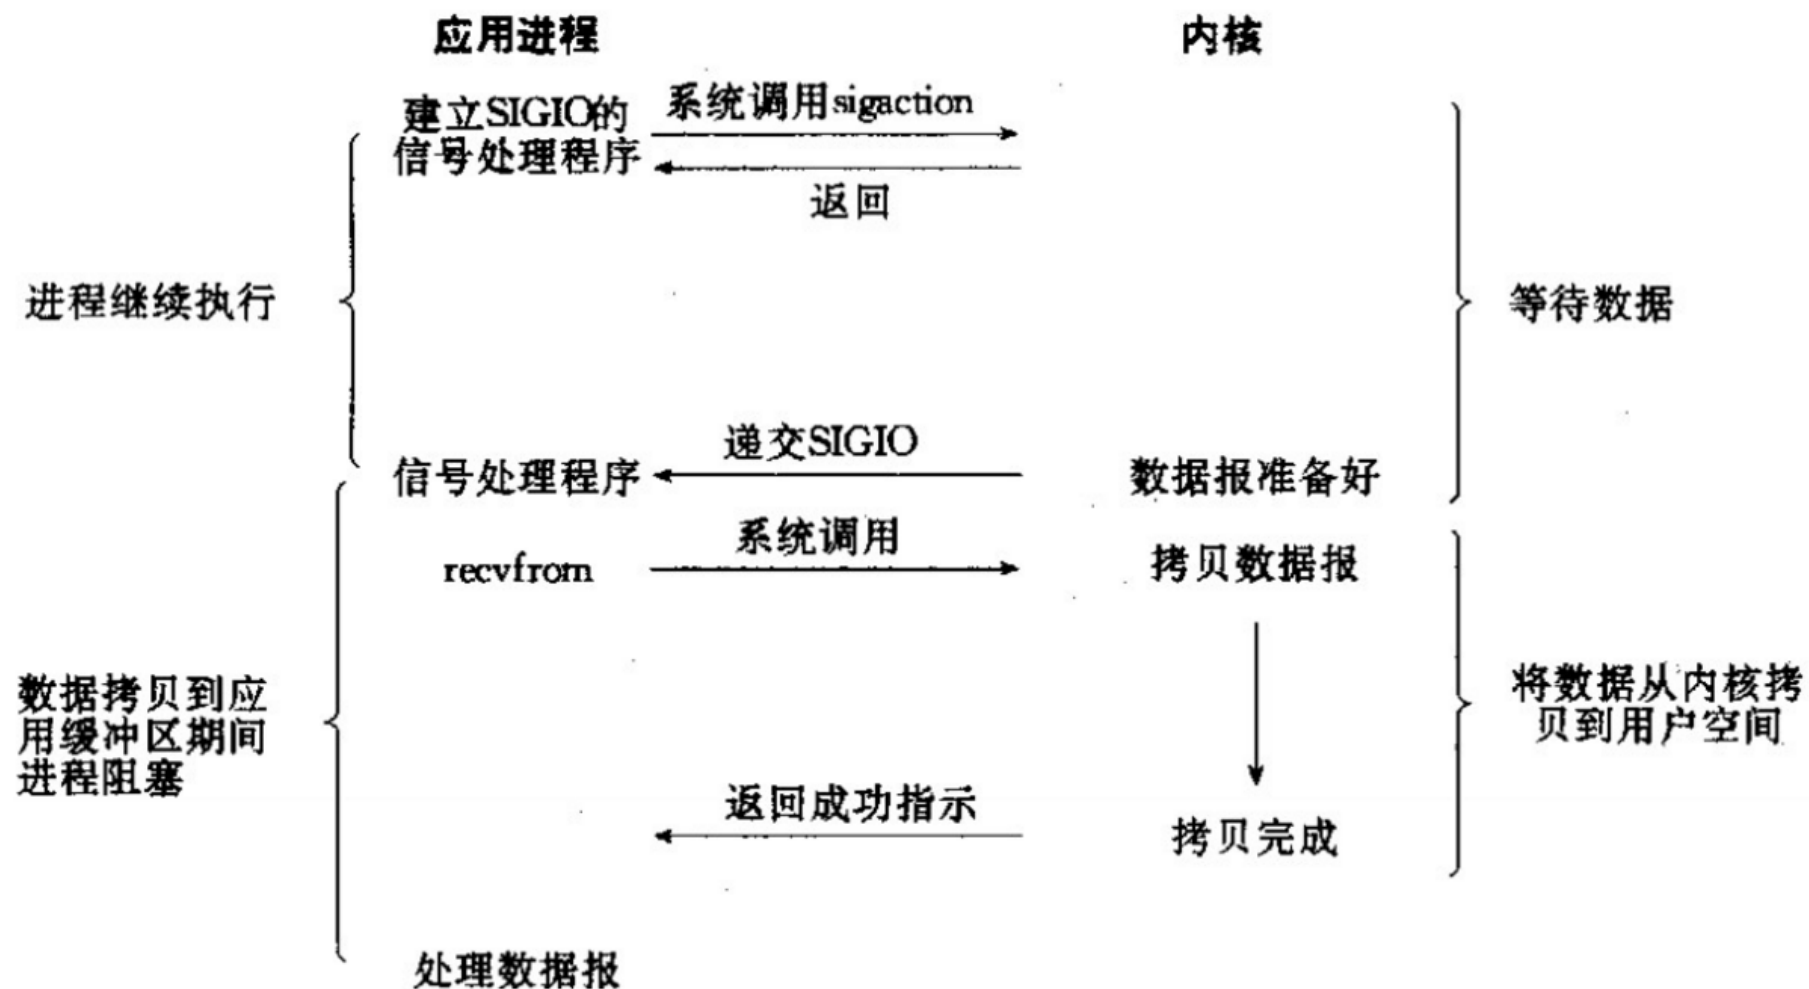 应用进程
内核
建立SIGIO的
信号处理程序
系统调用sigaction
返回
进程继续执行
等待数据
递交SIGIO
信号处理程序
数据报准备好
系统调用
recvfrom
拷贝数据报
数据拷贝到应
用缓冲区期间
进程阻塞
将数据从内核拷
贝到用户空间
返回成功指示
拷贝完成
处理数据报